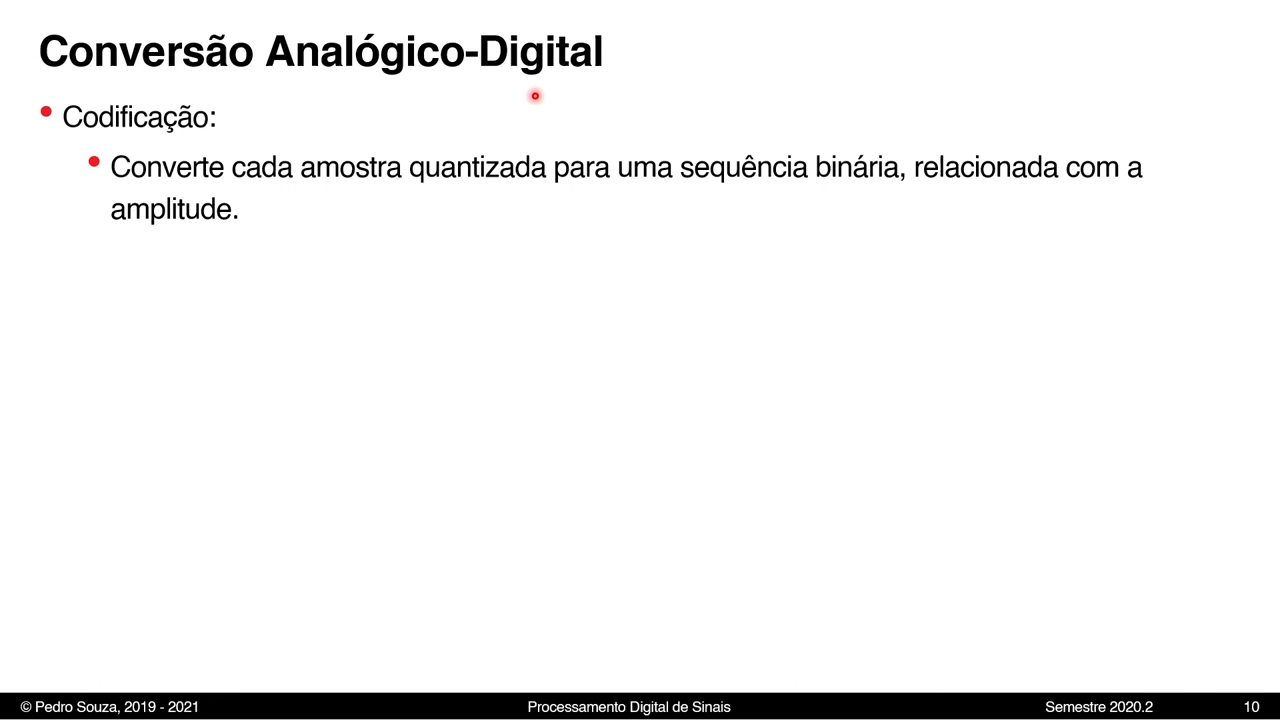 Conversão Analógico-Digital
Codificação:
Converte cada amostra quantizada para uma sequência binária, relacionada com a
amplitude.
© Pedro Souza, 2019 - 2021
Processamento Digital de Sinais
Semestre 2020.2
10